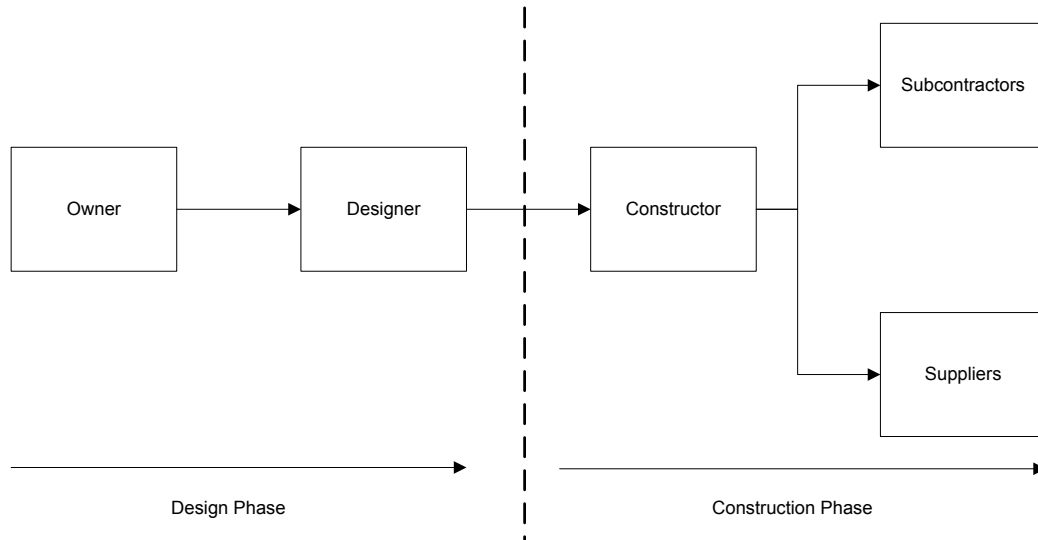 Subcontractors
Owner
Designer
Constructor
Suppliers
Design Phase
Construction Phase